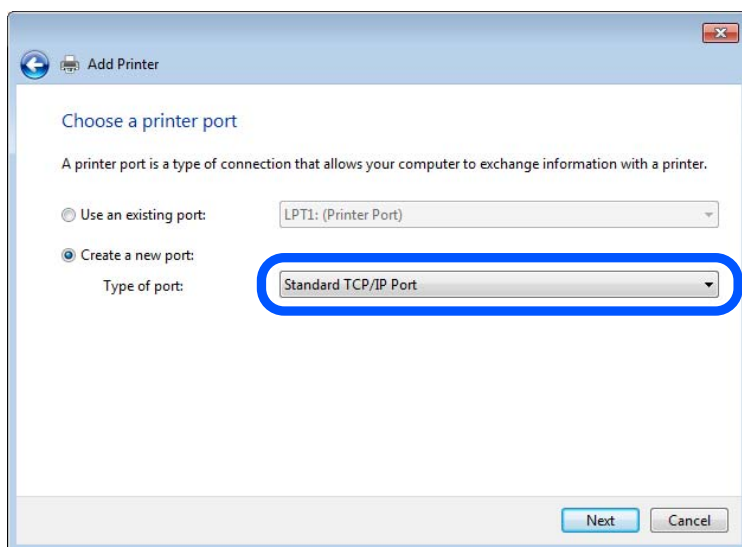 Add Printer
Choose a printer port
A printer port is a type of connection that allows your computer to exchange information with a printer.
Use an existing port: LPT1: (Printer Port)
Create a new port:
Type of port: Standard TCP/IP Port
Next Cancel